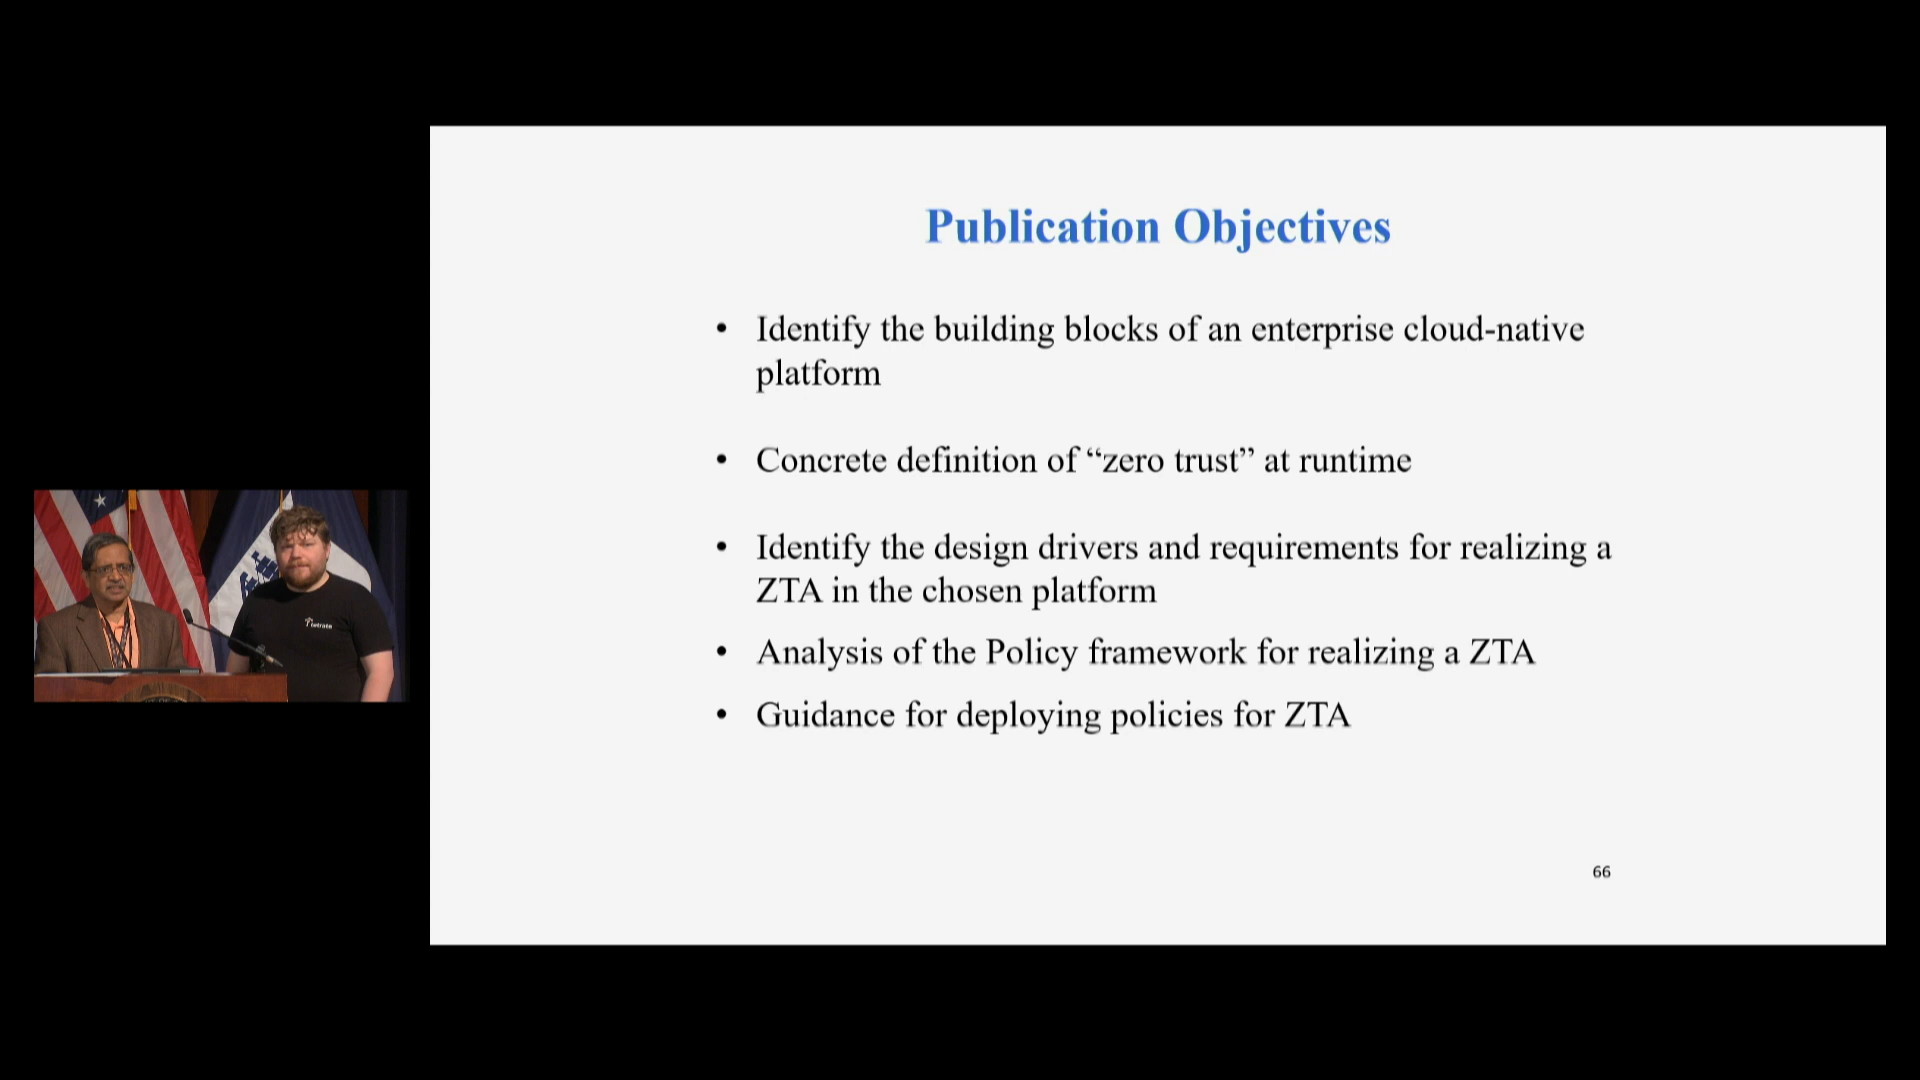 Publication Objectives
• Identify the building blocks of an enterprise cloud-native
platform
• Concrete definition of “zero trust” at runtime
• Identify the design drivers and requirements for realizing a
ZTA in the chosen platform
• Analysis of the Policy framework for realizing a ZTA
• Guidance for deploying policies for ZTA
66